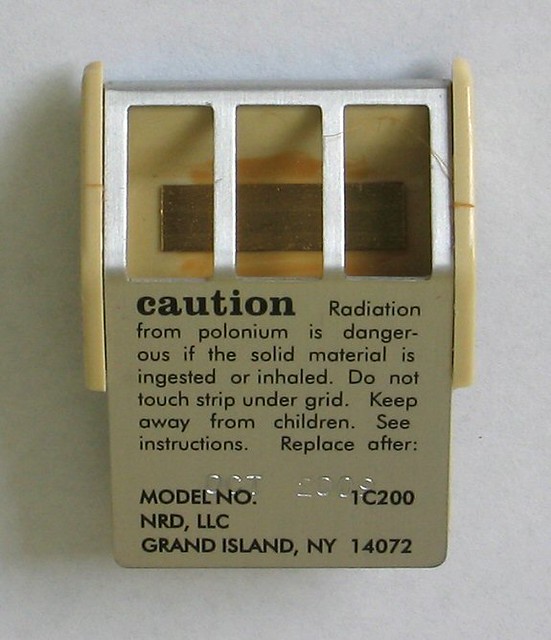 caution Radiation
from polonium is danger-
ous if the solid material is
ingested or inhaled. Do not
touch strip under grid. Keep
away from children. See
instructions. Replace after:
OCT 2009
MODEL NO. 1C200
NRD, LLC
GRAND ISLAND, NY 14072